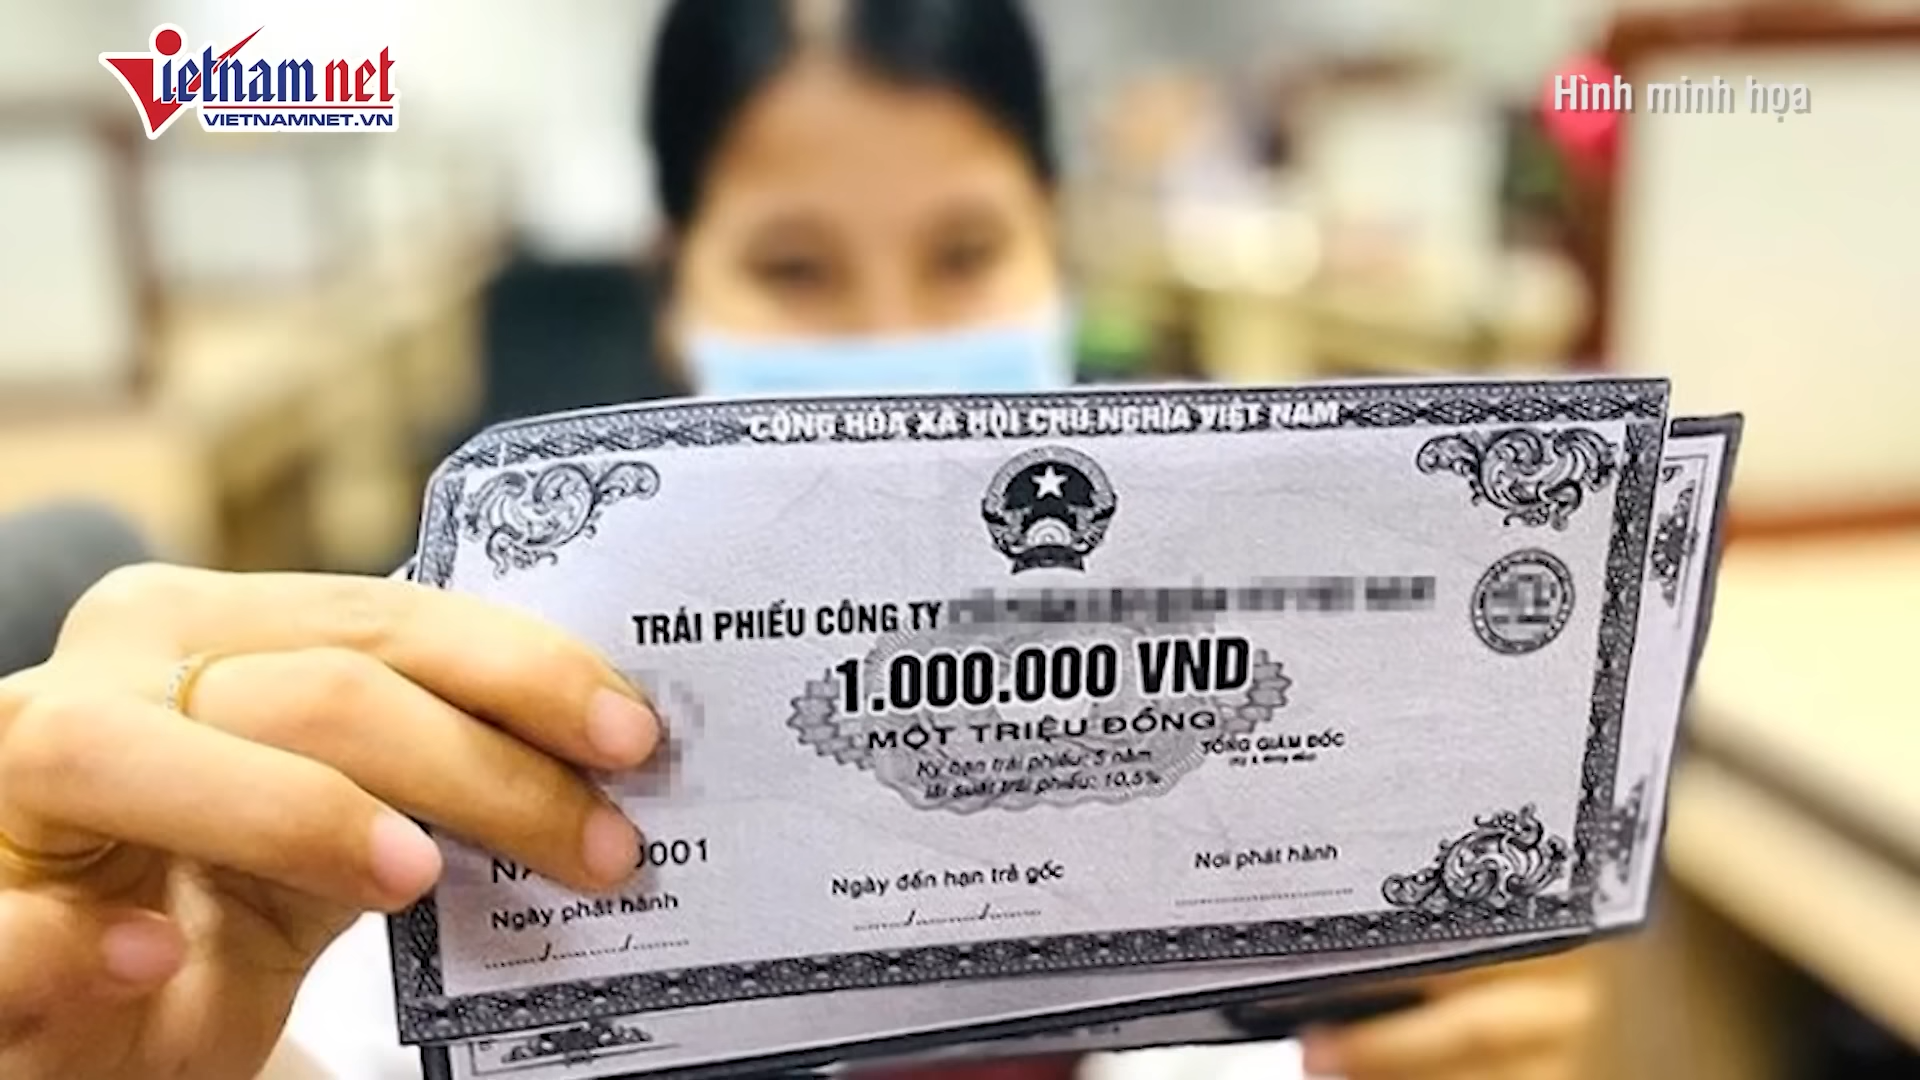 Vietnamnet
VIETNAMNET.VN
Hình minh họa
CỘNG HÒA XÃ HỘI CHỦ NGHĨA VIỆT NAM
TRÁI PHIẾU CÔNG TY
1.000.000 VND
MỘT TRIỆU ĐỒNG
Kỳ hạn trái phiếu: 5 năm
lãi suất trái phiếu: 10,5%
TỔNG GIÁM ĐỐC
0001
Ngày phát hành
Ngày đến hạn trả gốc
Nơi phát hành